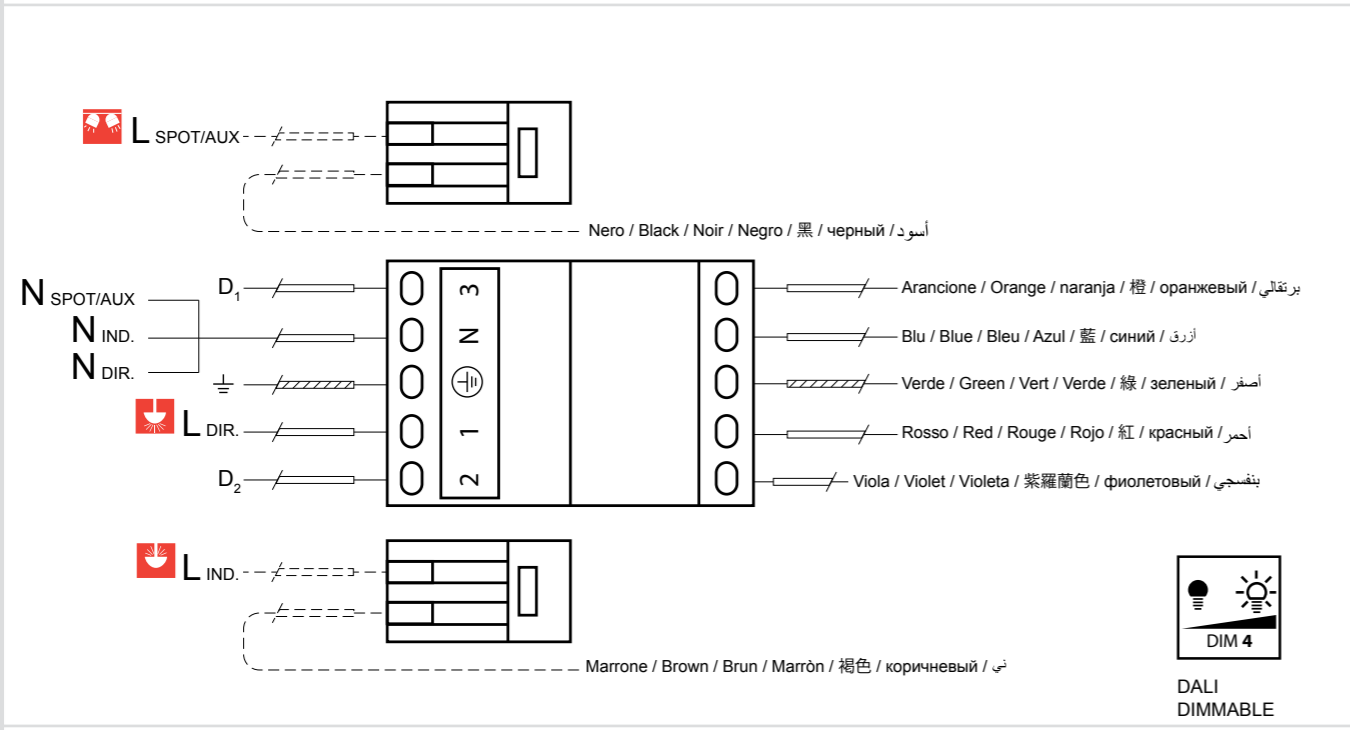 L SPOT/AUX
Nero / Black / Noir / Negro / 黑 / черный / أسود
N SPOT/AUX
N IND.
N DIR.
D1
3
Arancione / Orange / naranja / 橙 / оранжевый / برتقالي
N
Blu / Blue / Bleu / Azul / 藍 / синий / أزرق
Verde / Green / Vert / Verde / 綠 / зеленый / أصفر
L DIR.
1
Rosso / Red / Rouge / Rojo / 紅 / красный / أحمر
D2
2
Viola / Violet / Violeta / 紫羅蘭色 / фиолетовый / بنفسجي
L IND.
Marrone / Brown / Brun / Marròn / 褐色 / коричневый / ني
DIM 4
DALI
DIMMABLE